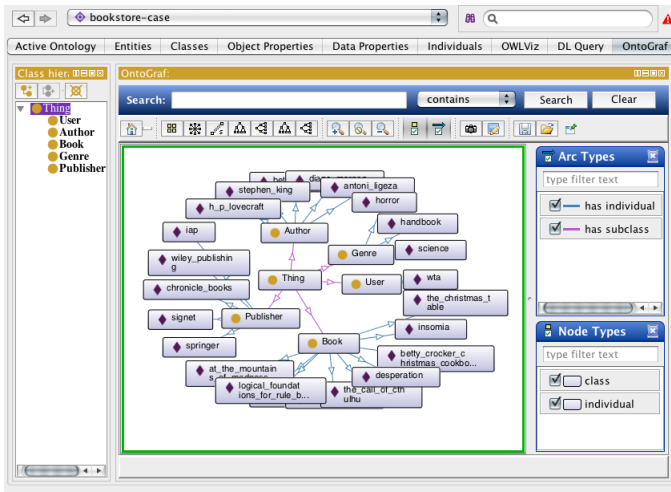 bookstore-case
Active Ontology Entities Classes Object Properties Data Properties Individuals OWLViz DL Query OntoGraf
Class hier
Thing
User
Author
Book
Genre
Publisher
OntoGraf:
Search: contains Search Clear
stephen_king
antoni_ligeza
h_p_lovecraft
horror
iap
Author
handbook
wiley_publishin
g
Genre
science
Thing
User
wta
chronicle_books
the_christmas_t
able
signet
Publisher
insomia
springer
Book
betty_crocker_c
hristmas_cookbo...
at_the_mountain
desperation
logical_foundat
ions_for_rule_b...
the_call_of_cth
ulhu
Arc Types
type filter text
has individual
has subclass
Node Types
type filter text
class
individual